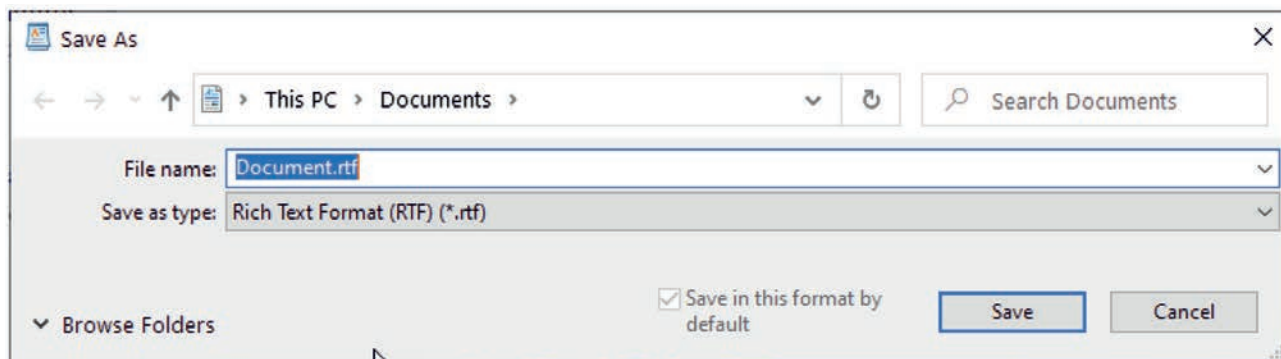 Save As
This PC > Documents >
Search Documents
File name: Document.rtf
Save as type: Rich Text Format (RTF) (*.rtf)
Save in this format by
default
Save
Cancel
Browse Folders